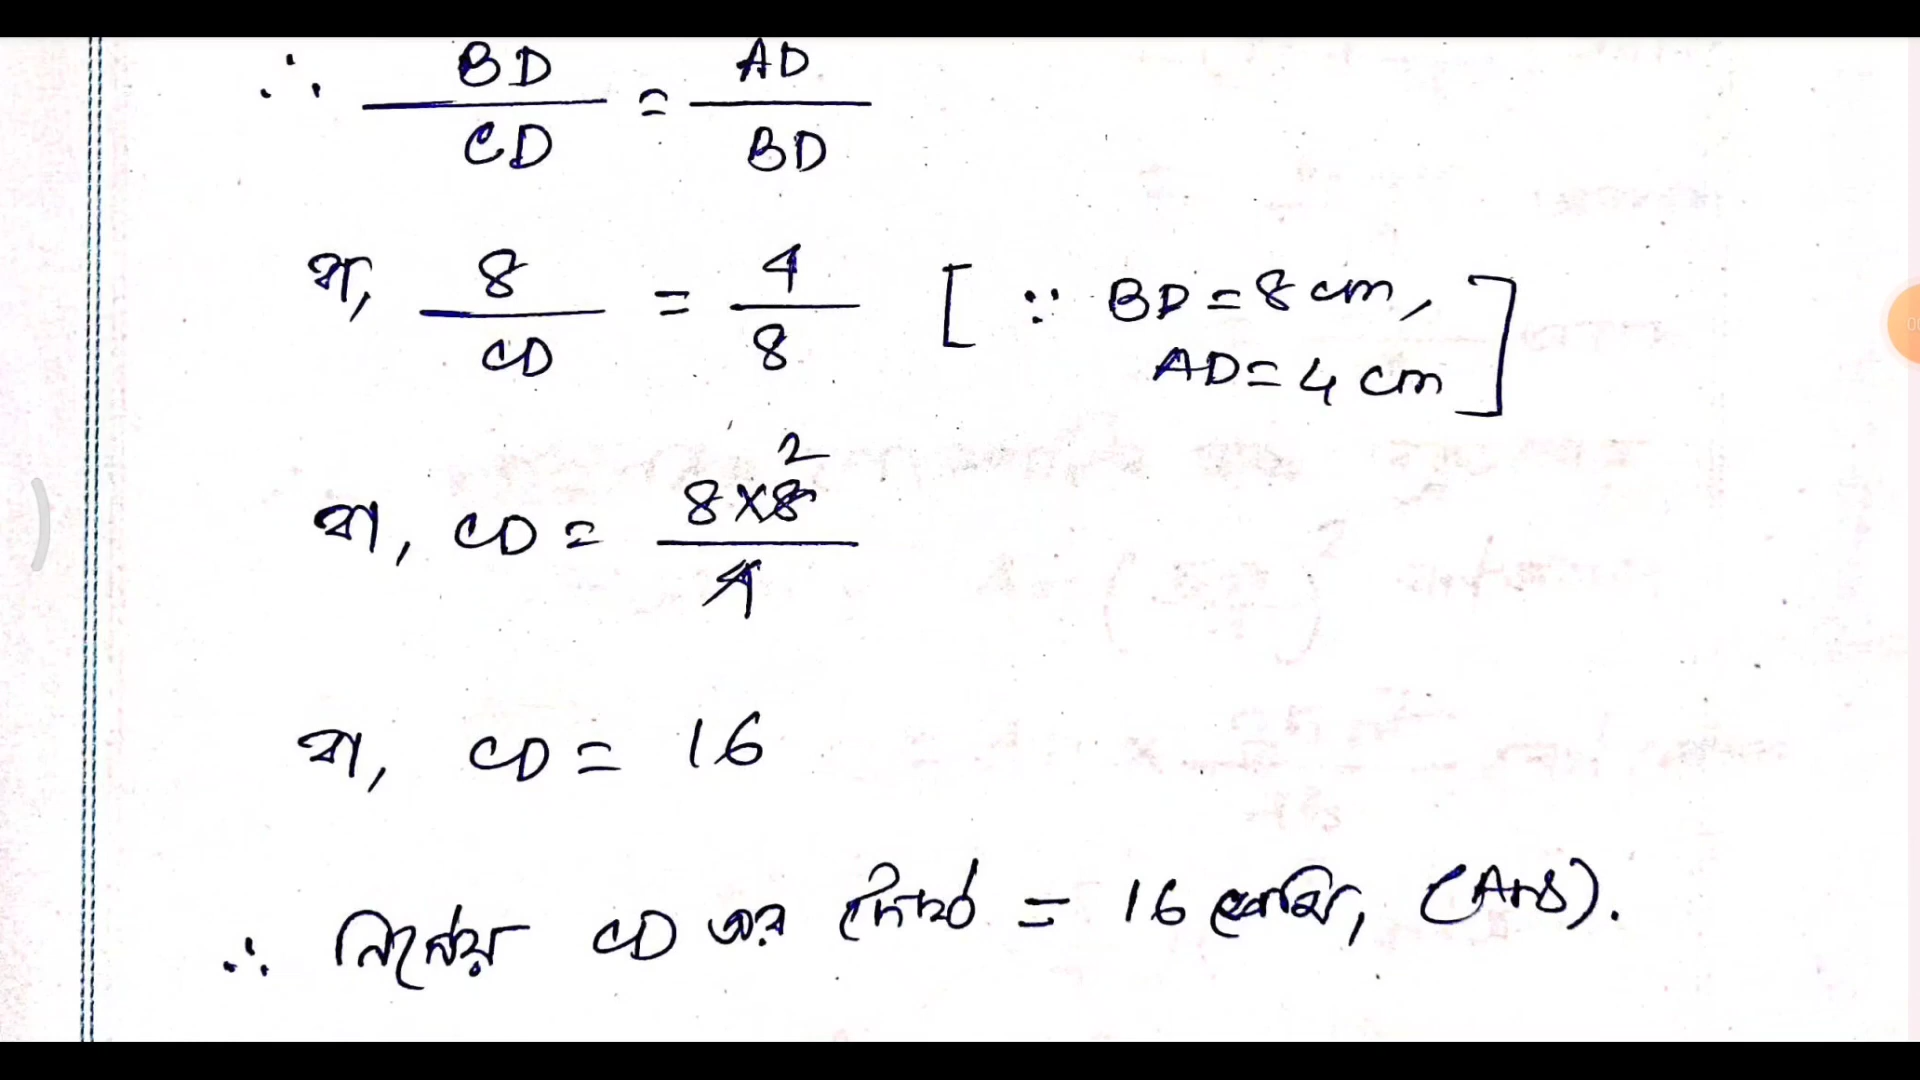 ∴ BD/CD = AD/BD
বা, 8/CD = 4/8 [∵ BD = 8 cm,
AD = 4 cm]
বা, CD = 8×8/4 2
বা, CD = 16
∴ নির্ণেয় CD এর দৈর্ঘ্য = 16 সেমি, (Ans).